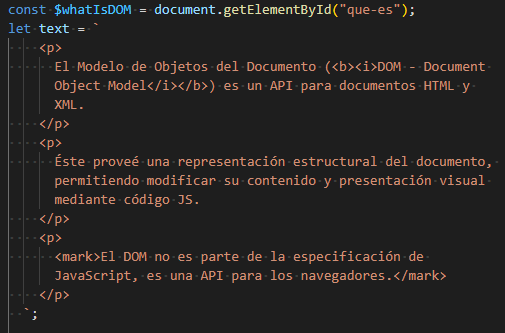 const $whatIsDOM = document.getElementById("que-es");
let text = `
<p>
El Modelo de Objetos del Documento (<b><i>DOM - Document
Object Model</i></b>) es un API para documentos HTML y
XML.
</p>
<p>
Éste proveé una representación estructural del documento,
permitiendo modificar su contenido y presentación visual
mediante código JS.
</p>
<p>
<mark>El DOM no es parte de la especificación de
JavaScript, es una API para los navegadores.</mark>
</p>
`;